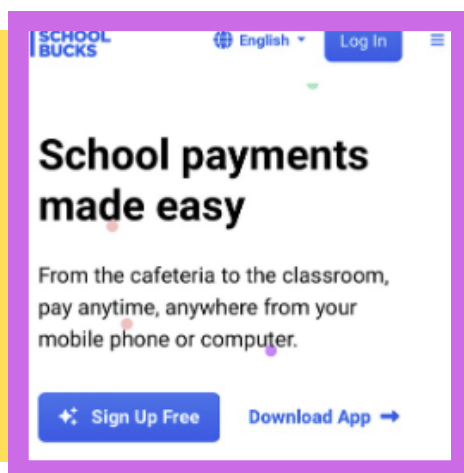 SCHOOL
BUCKS
English
Log In
School payments
made easy
From the cafeteria to the classroom,
pay anytime, anywhere from your
mobile phone or computer.
Sign Up Free
Download App